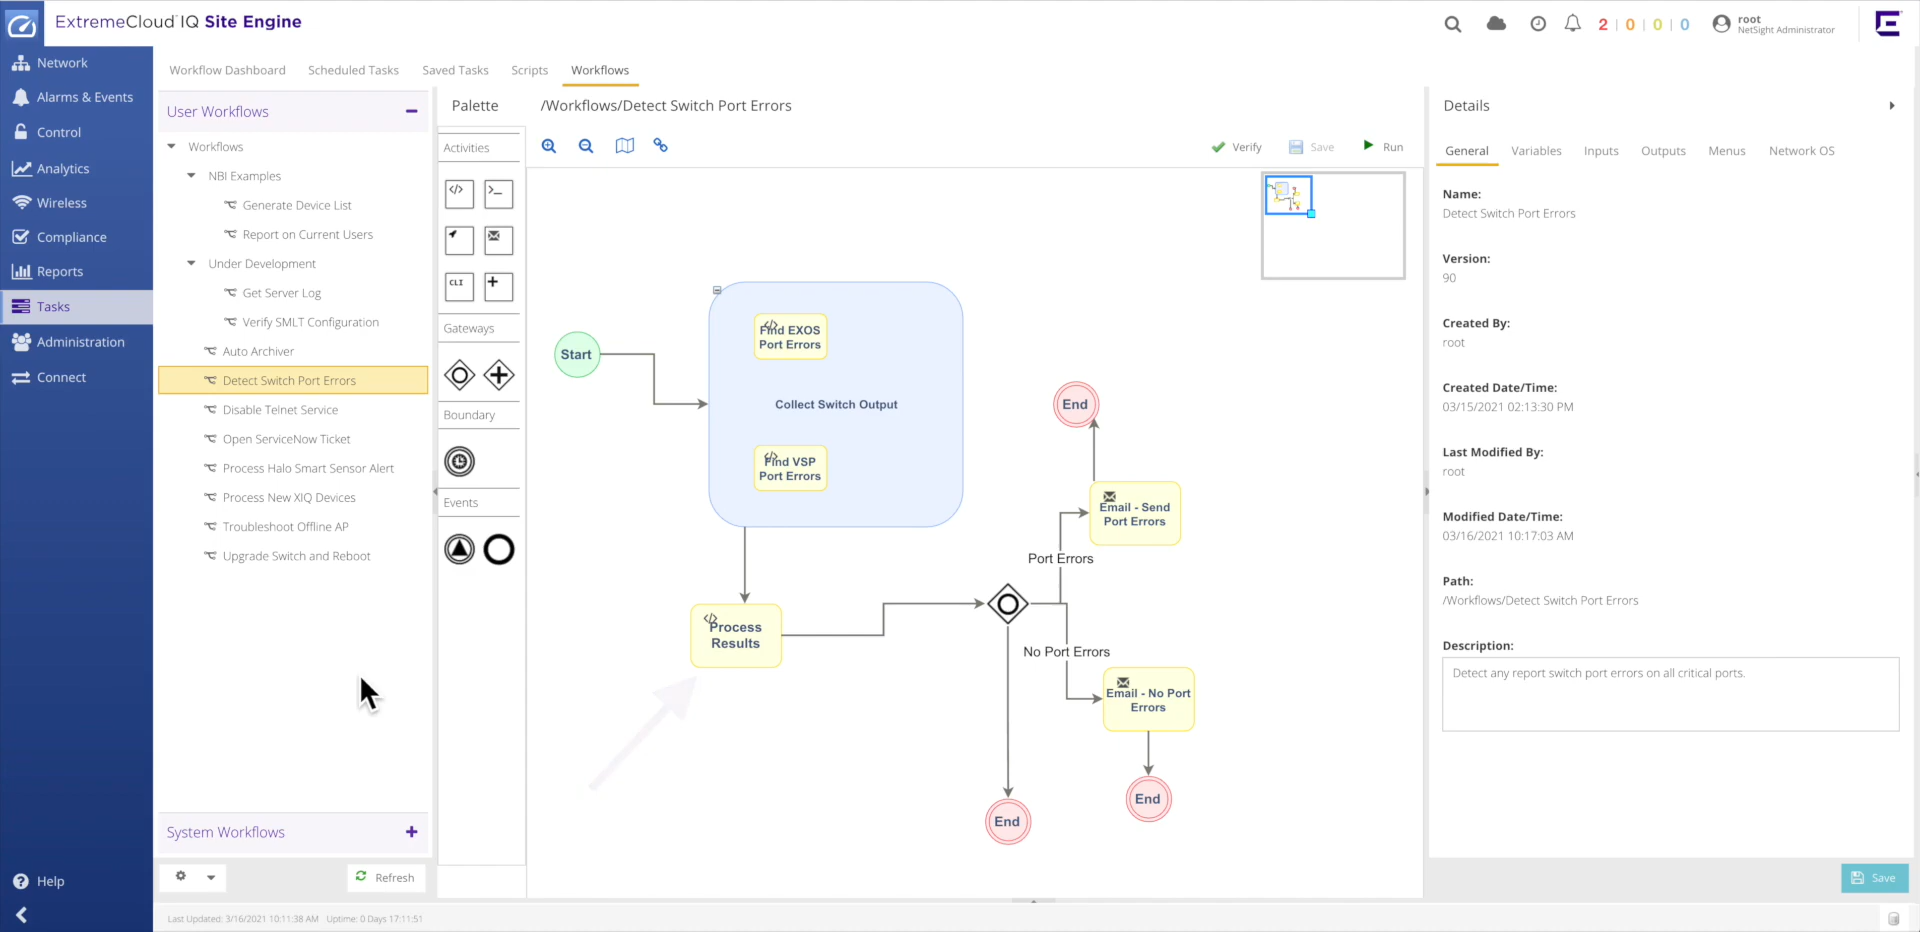 ExtremeCloud IQ Site Engine
2 | 0 | 0 | 0
root
NetSight Administrator
Network
Alarms & Events
Control
Analytics
Wireless
Compliance
Reports
Tasks
Administration
Connect
Help
Workflow Dashboard
Scheduled Tasks
Saved Tasks
Scripts
Workflows
User Workflows
Workflows
NBI Examples
Generate Device List
Report on Current Users
Under Development
Get Server Log
Verify SMLT Configuration
Auto Archiver
Detect Switch Port Errors
Disable Telnet Service
Open ServiceNow Ticket
Process Halo Smart Sensor Alert
Process New XIQ Devices
Troubleshoot Offline AP
Upgrade Switch and Reboot
System Workflows
Refresh
Last Updated: 3/16/2021 10:11:38 AM Uptime: 0 Days 17:11:51
Palette
Activities
CLI
Gateways
Boundary
Events
/Workflows/Detect Switch Port Errors
Verify
Save
Run
Start
Find EXOS
Port Errors
Collect Switch Output
Find VSP
Port Errors
End
Email - Send
Port Errors
Port Errors
Process
Results
No Port Errors
Email - No Port
Errors
End
End
Details
General
Variables
Inputs
Outputs
Menus
Network OS
Name:
Detect Switch Port Errors
Version:
90
Created By:
root
Created Date/Time:
03/15/2021 02:13:30 PM
Last Modified By:
root
Modified Date/Time:
03/16/2021 10:17:03 AM
Path:
/Workflows/Detect Switch Port Errors
Description:
Detect any report switch port errors on all critical ports.
Save